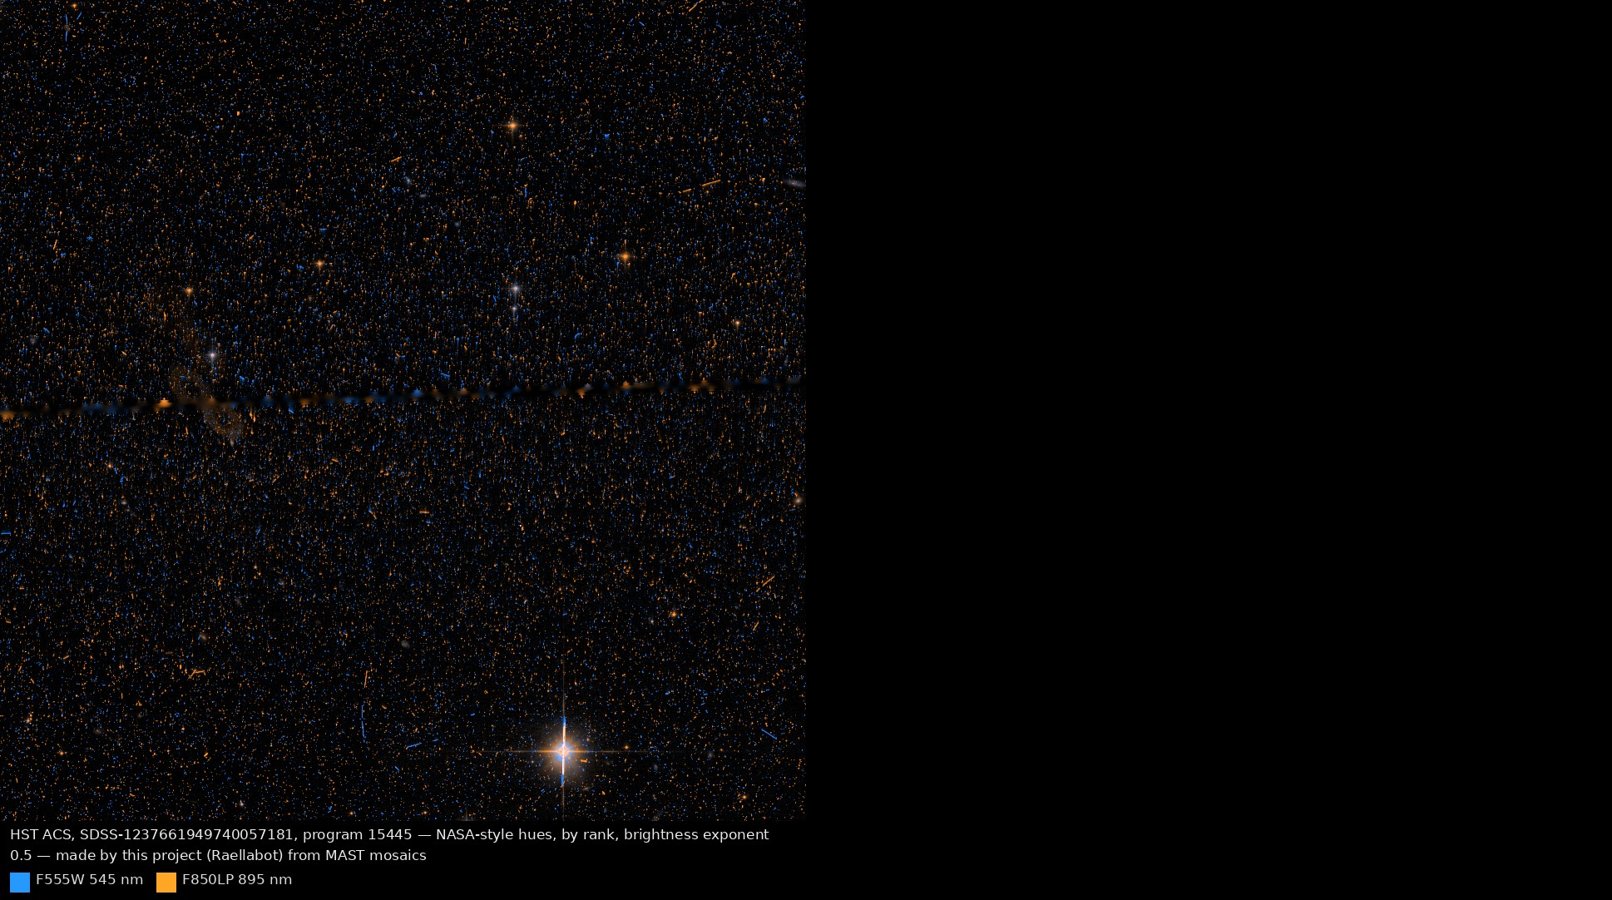 HST ACS, SDSS-1237661949740057181, program 15445 — NASA-style hues, by rank, brightness exponent
0.5 — made by this project (Raellabot) from MAST mosaics
F555W 545 nm F850LP 895 nm